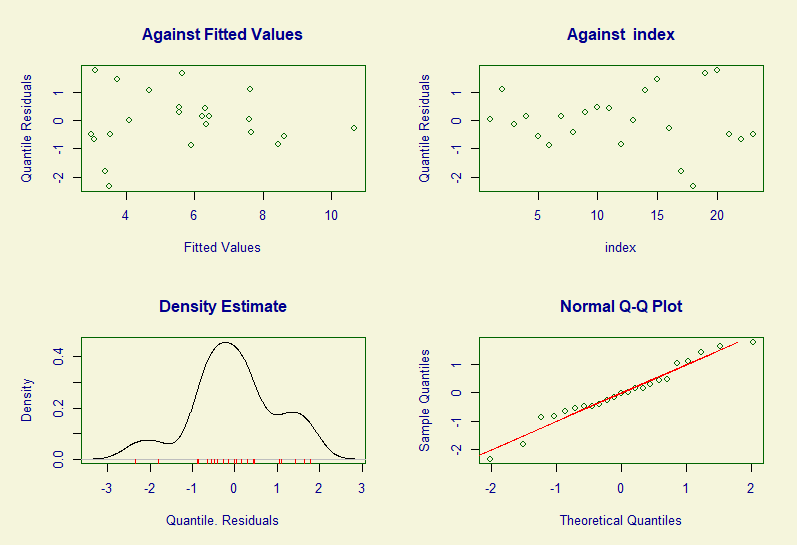 Against Fitted Values
Quantile Residuals
1
0
-1
-2
4
6
8
10
Fitted Values
Against  index
Quantile Residuals
1
0
-1
-2
5
10
15
20
index
Density Estimate
Density
0.4
0.2
0.0
-3
-2
-1
0
1
2
3
Quantile. Residuals
Normal Q-Q Plot
Sample Quantiles
1
0
-1
-2
-2
-1
0
1
2
Theoretical Quantiles